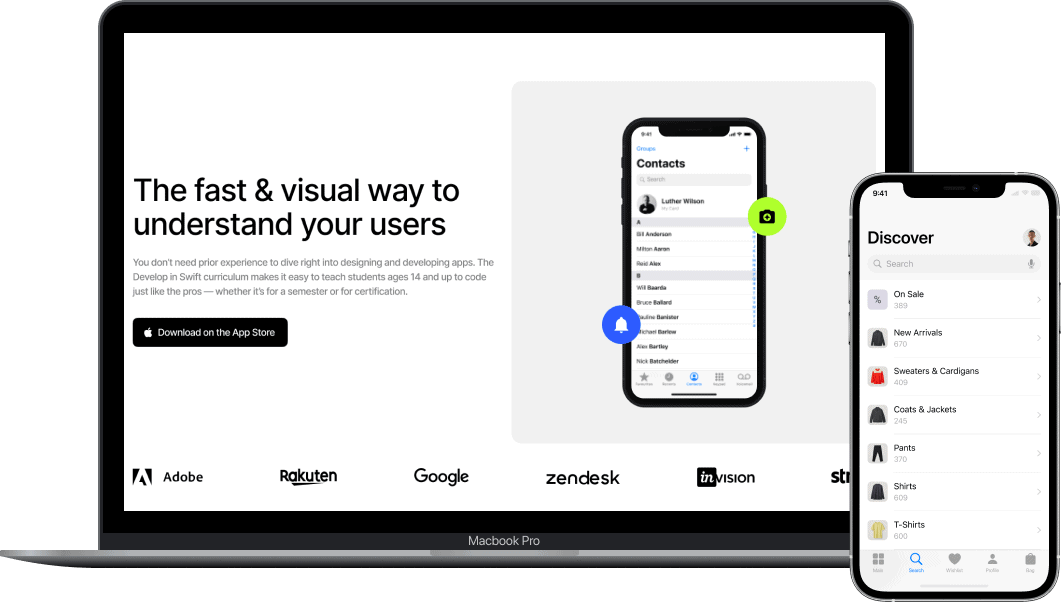 The fast & visual way to
understand your users
You don't need prior experience to dive right into designing and developing apps. The
Develop in Swift curriculum makes it easy to teach students ages 14 and up to code
just like the pros — whether it's for a semester or for certification.
Download on the App Store
9:41
Groups
+
Contacts
Search
Luther Wilson
My Card
A
Bill Anderson
Milton Aaron
Reid Alex
B
Will Baarda
Bruce Ballard
Pauline Banister
Michael Barlow
Alex Bartley
Nick Batchelder
Favourites Recents Contacts Keypad Voicemail
Adobe
Rakuten
Google
zendesk
inVISION
str
Macbook Pro
9:41
Discover
Search
%
On Sale
389
New Arrivals
670
Sweaters & Cardigans
409
Coats & Jackets
245
Pants
370
Shirts
609
T-Shirts
600
Search Wishlist Profile Bag